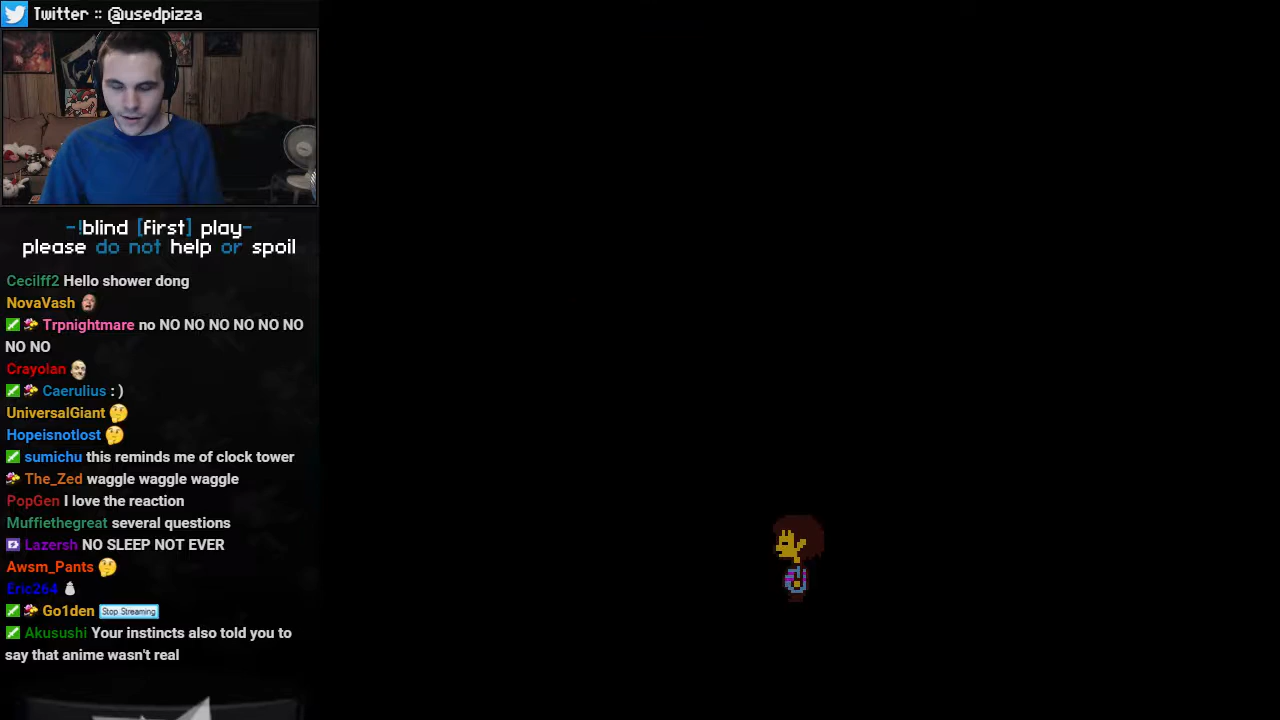 Twitter :: @usedpizza
-!blind [first] play-
please do not help or spoil
Cecilff2 Hello shower dong
NovaVash
Trpnightmare no NO NO NO NO NO NO
NO NO
Crayolan
Caerulius : )
UniversalGiant
Hopeisnotlost
sumichu this reminds me of clock tower
The_Zed waggle waggle waggle
PopGen I love the reaction
Muffiethegreat several questions
Lazersh NO SLEEP NOT EVER
Awsm_Pants
Eric264
Go1den Stop Streaming
Akusushi Your instincts also told you to
say that anime wasn't real